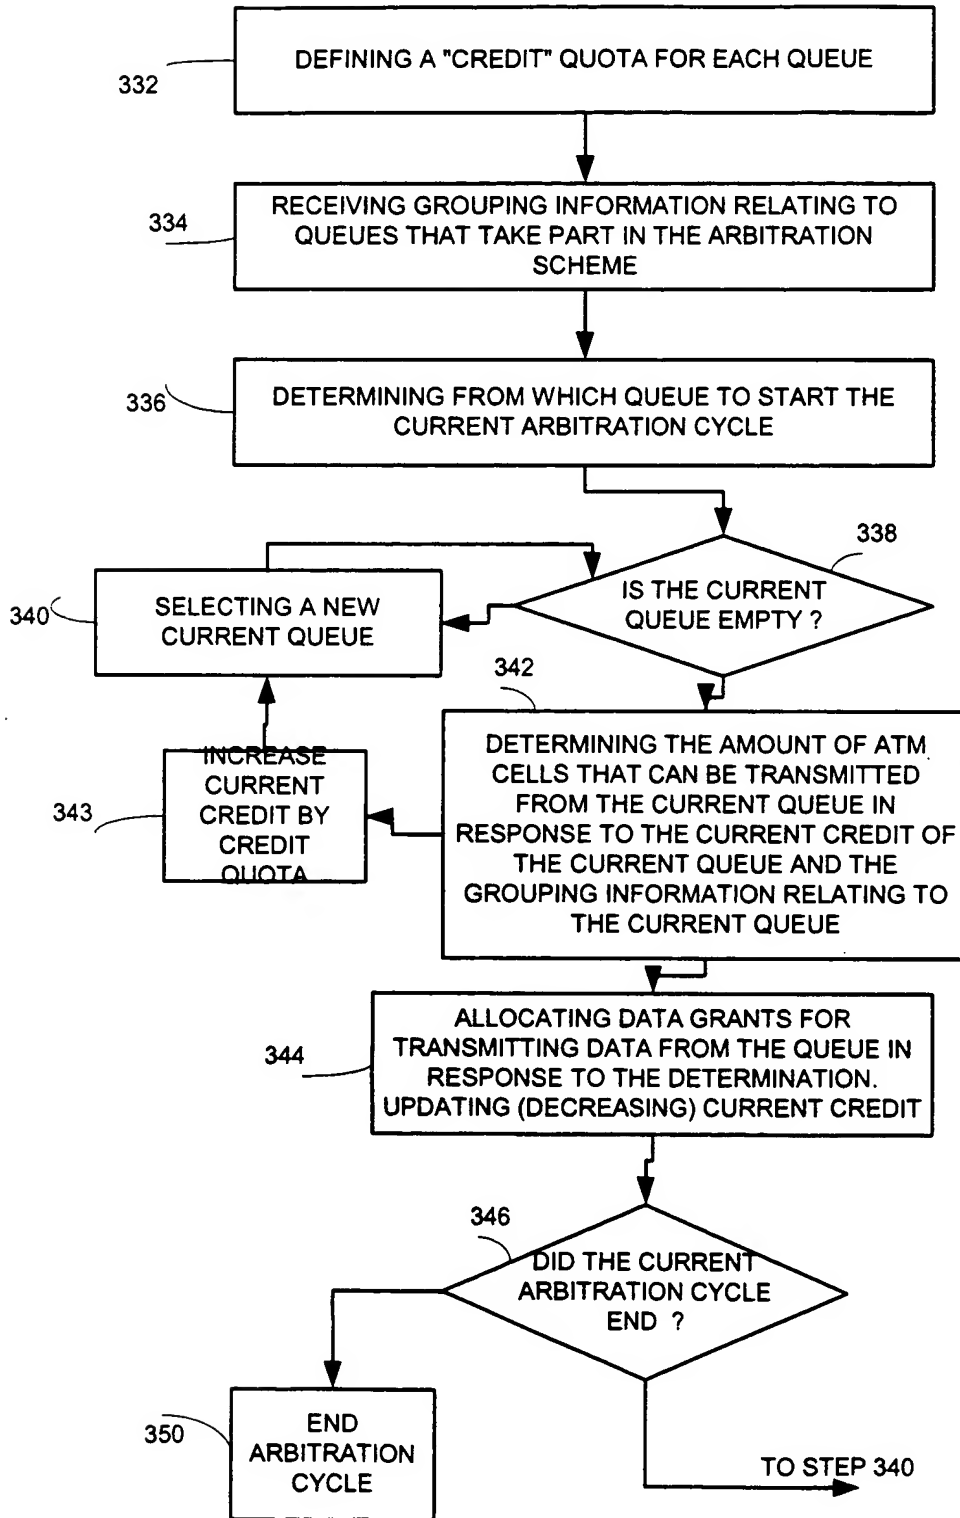 332
DEFINING A "CREDIT" QUOTA FOR EACH QUEUE
334
RECEIVING GROUPING INFORMATION RELATING TO
QUEUES THAT TAKE PART IN THE ARBITRATION
SCHEME
336
DETERMINING FROM WHICH QUEUE TO START THE
CURRENT ARBITRATION CYCLE
338
IS THE CURRENT
QUEUE EMPTY ?
340
SELECTING A NEW
CURRENT QUEUE
342
DETERMINING THE AMOUNT OF ATM
CELLS THAT CAN BE TRANSMITTED
FROM THE CURRENT QUEUE IN
RESPONSE TO THE CURRENT CREDIT OF
THE CURRENT QUEUE AND THE
GROUPING INFORMATION RELATING TO
THE CURRENT QUEUE
343
INCREASE
CURRENT
CREDIT BY
CREDIT
QUOTA
344
ALLOCATING DATA GRANTS FOR
TRANSMITTING DATA FROM THE QUEUE IN
RESPONSE TO THE DETERMINATION.
UPDATING (DECREASING) CURRENT CREDIT
346
DID THE CURRENT
ARBITRATION CYCLE
END ?
350
END
ARBITRATION
CYCLE
TO STEP 340